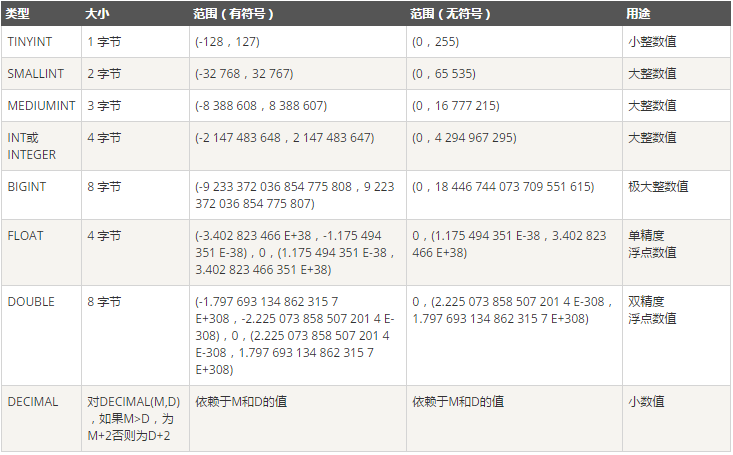 类型 大小 范围（有符号） 范围（无符号） 用途
TINYINT 1 字节 (-128，127) (0，255) 小整数值
SMALLINT 2 字节 (-32 768，32 767) (0，65 535) 大整数值
MEDIUMINT 3 字节 (-8 388 608，8 388 607) (0，16 777 215) 大整数值
INT或 4 字节 (-2 147 483 648，2 147 483 647) (0，4 294 967 295) 大整数值
INTEGER
BIGINT 8 字节 (-9 233 372 036 854 775 808，9 223 (0，18 446 744 073 709 551 615) 极大整数值
372 036 854 775 807)
FLOAT 4 字节 (-3.402 823 466 E+38，-1.175 494 0，(1.175 494 351 E-38，3.402 823 单精度
351 E-38)，0，(1.175 494 351 E-38， 466 E+38) 浮点数值
3.402 823 466 351 E+38)
DOUBLE 8 字节 (-1.797 693 134 862 315 7 0，(2.225 073 858 507 201 4 E-308， 双精度
E+308，-2.225 073 858 507 201 4 E- 1.797 693 134 862 315 7 E+308) 浮点数值
308)，0，(2.225 073 858 507 201 4
E-308，1.797 693 134 862 315 7
E+308)
DECIMAL 对DECIMAL(M,D) 依赖于M和D的值 依赖于M和D的值 小数值
，如果M>D，为
M+2否则为D+2